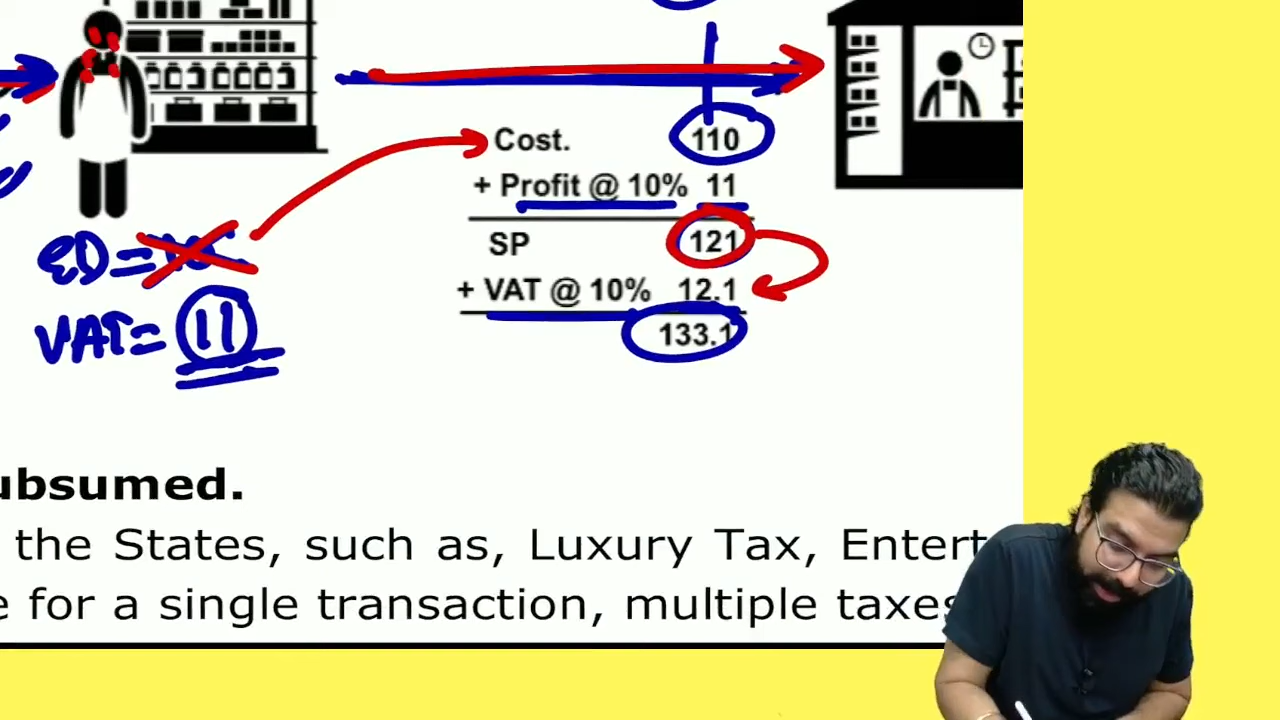 Cost. 110
+ Profit @ 10% 11
SP 121
+ VAT @ 10% 12.1
133.1
ED =
VAT = 11
ubsumed.
the States, such as, Luxury Tax, Entert
e for a single transaction, multiple taxes